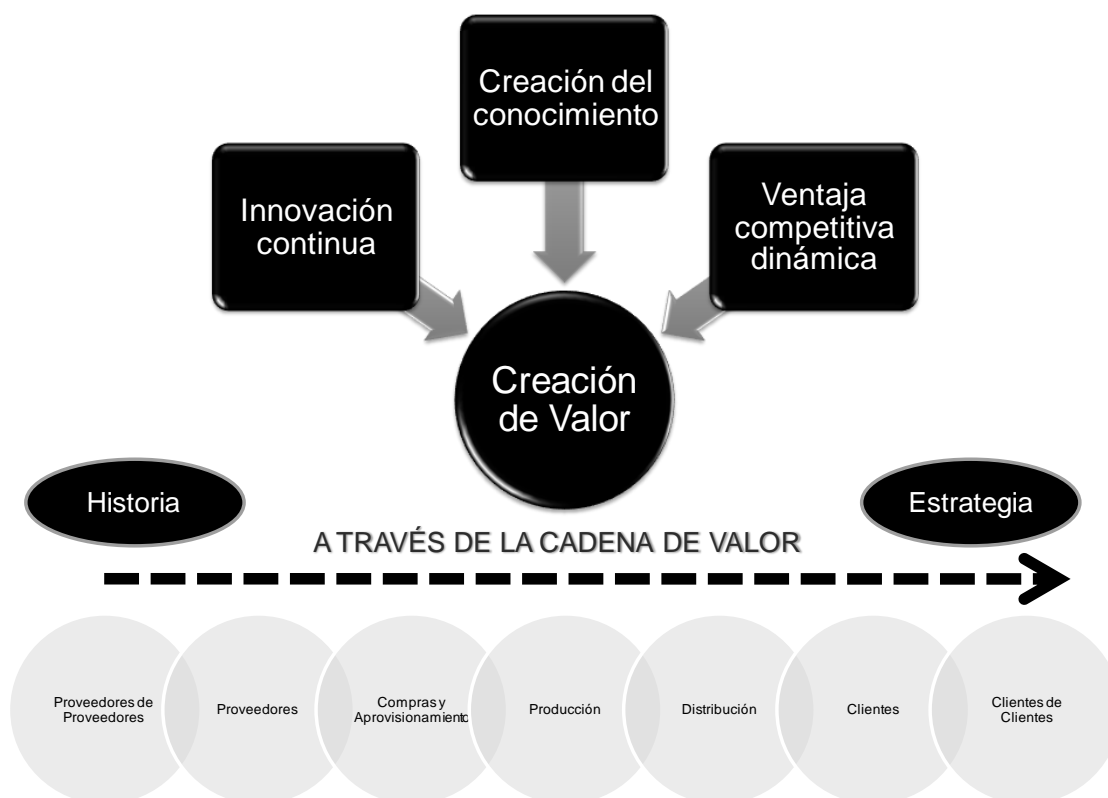 Creación del
conocimiento
Innovación
continua
Ventaja
competitiva
dinámica
Creación
de Valor
Historia
Estrategia
A TRAVÉS DE LA CADENA DE VALOR
Proveedores de
Proveedores
Proveedores
Compras y
Aprovisionamiento
Producción
Distribución
Clientes
Clientes de
Clientes